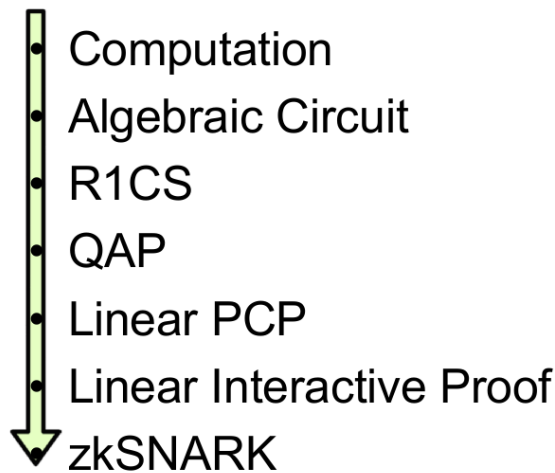 Computation
Algebraic Circuit
R1CS
QAP
Linear PCP
Linear Interactive Proof
zkSNARK